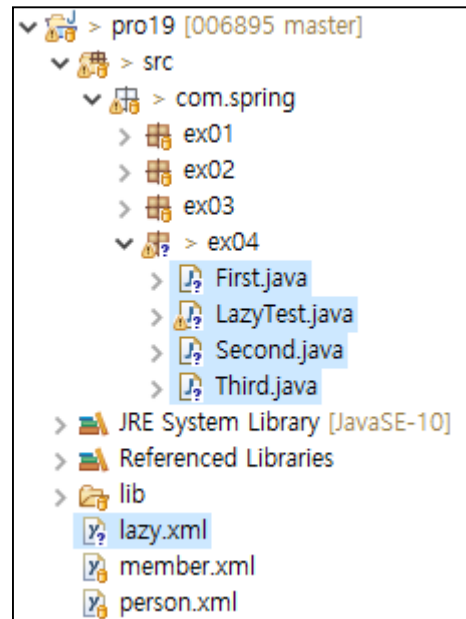 > pro19 [006895 master]
> src
> com.spring
ex01
ex02
ex03
> ex04
First.java
LazyTest.java
Second.java
Third.java
JRE System Library [JavaSE-10]
Referenced Libraries
lib
lazy.xml
member.xml
person.xml